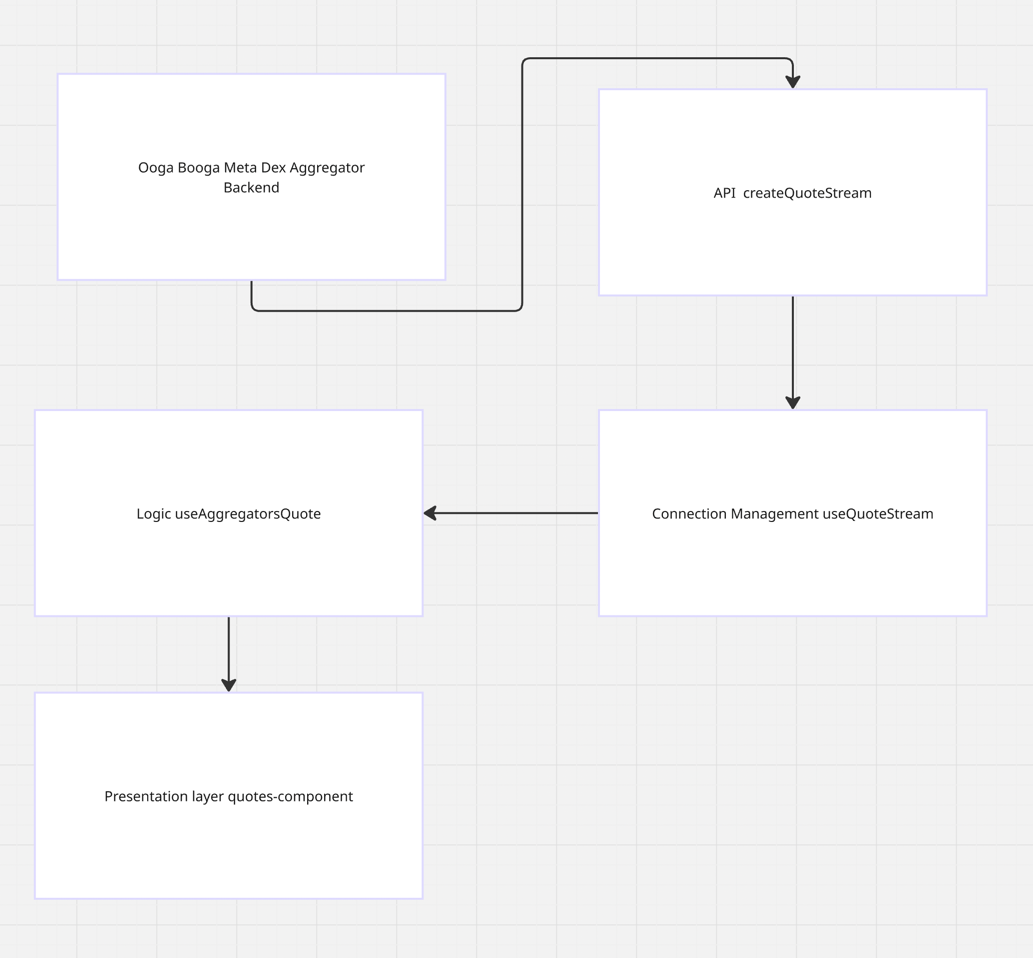 Ooga Booga Meta Dex Aggregator
Backend
API  createQuoteStream
Logic useAggregatorsQuote
Connection Management useQuoteStream
Presentation layer quotes-component